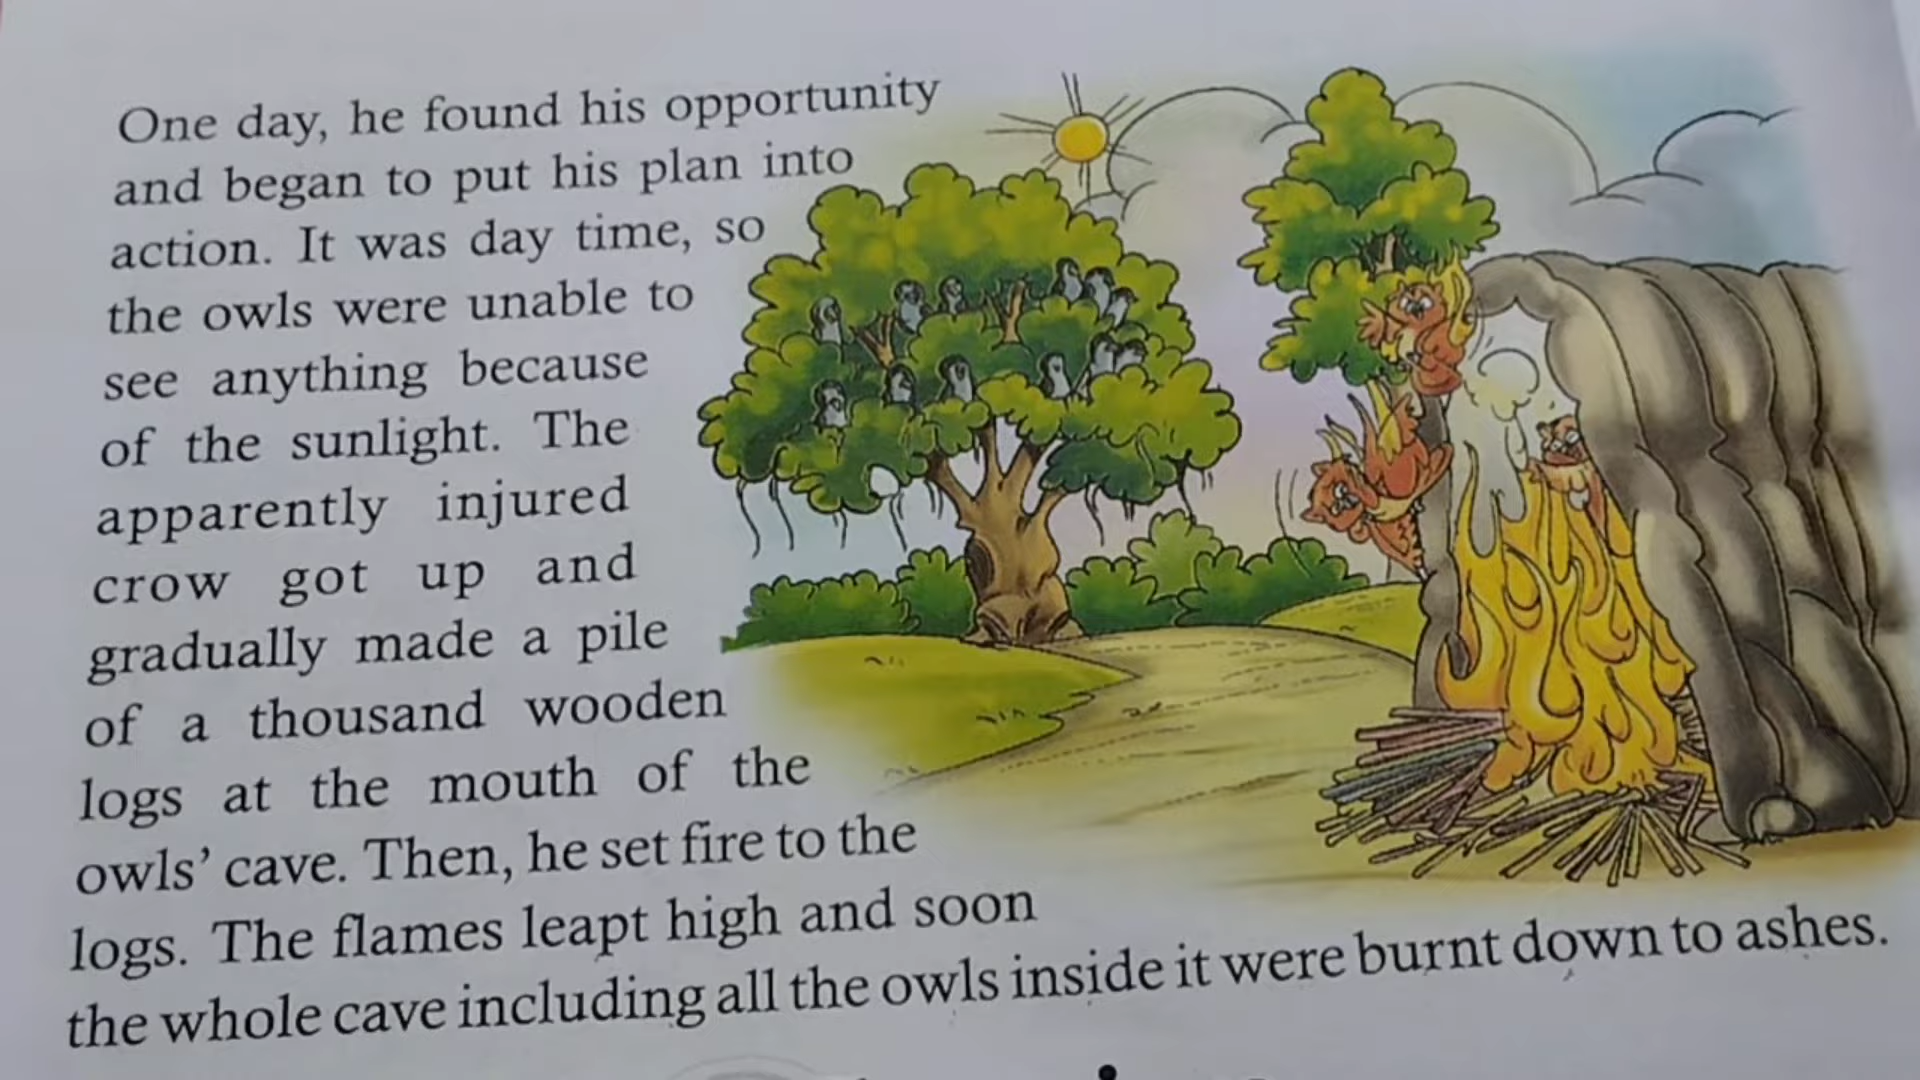 One day, he found his opportunity
and began to put his plan into
action. It was day time, so
the owls were unable to
see anything because
of the sunlight. The
apparently injured
crow got up and
gradually made a pile
of a thousand wooden
logs at the mouth of the
owls’ cave. Then, he set fire to the
logs. The flames leapt high and soon
the whole cave including all the owls inside it were burnt down to ashes.